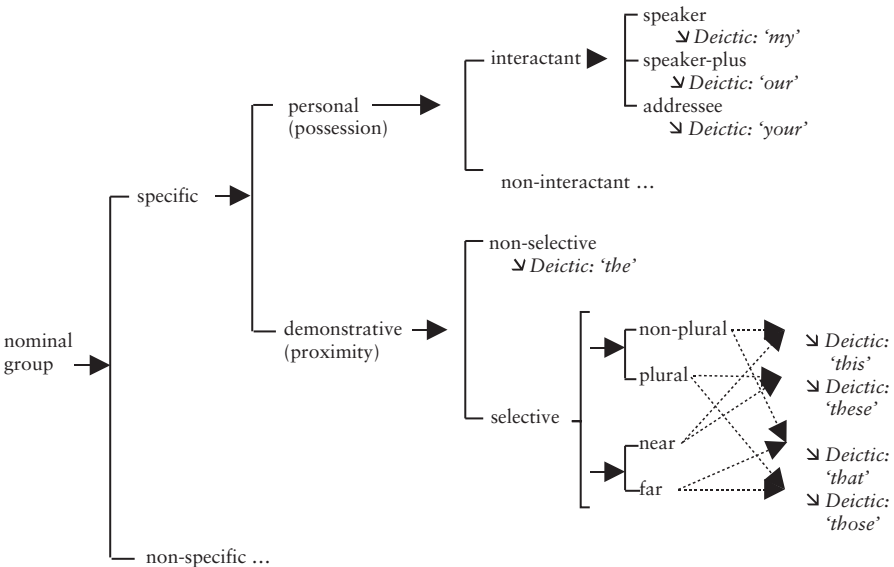 speaker
↘ Deictic: ‘my’
interactant
speaker-plus
↘ Deictic: ‘our’
personal
(possession)
addressee
↘ Deictic: ‘your’
non-interactant …
specific
non-selective
↘ Deictic: ‘the’
nominal
group
demonstrative
(proximity)
non-plural
↘ Deictic:
‘this’
plural
↘ Deictic:
‘these’
selective
near
↘ Deictic:
‘that’
far
↘ Deictic:
‘those’
non-specific …